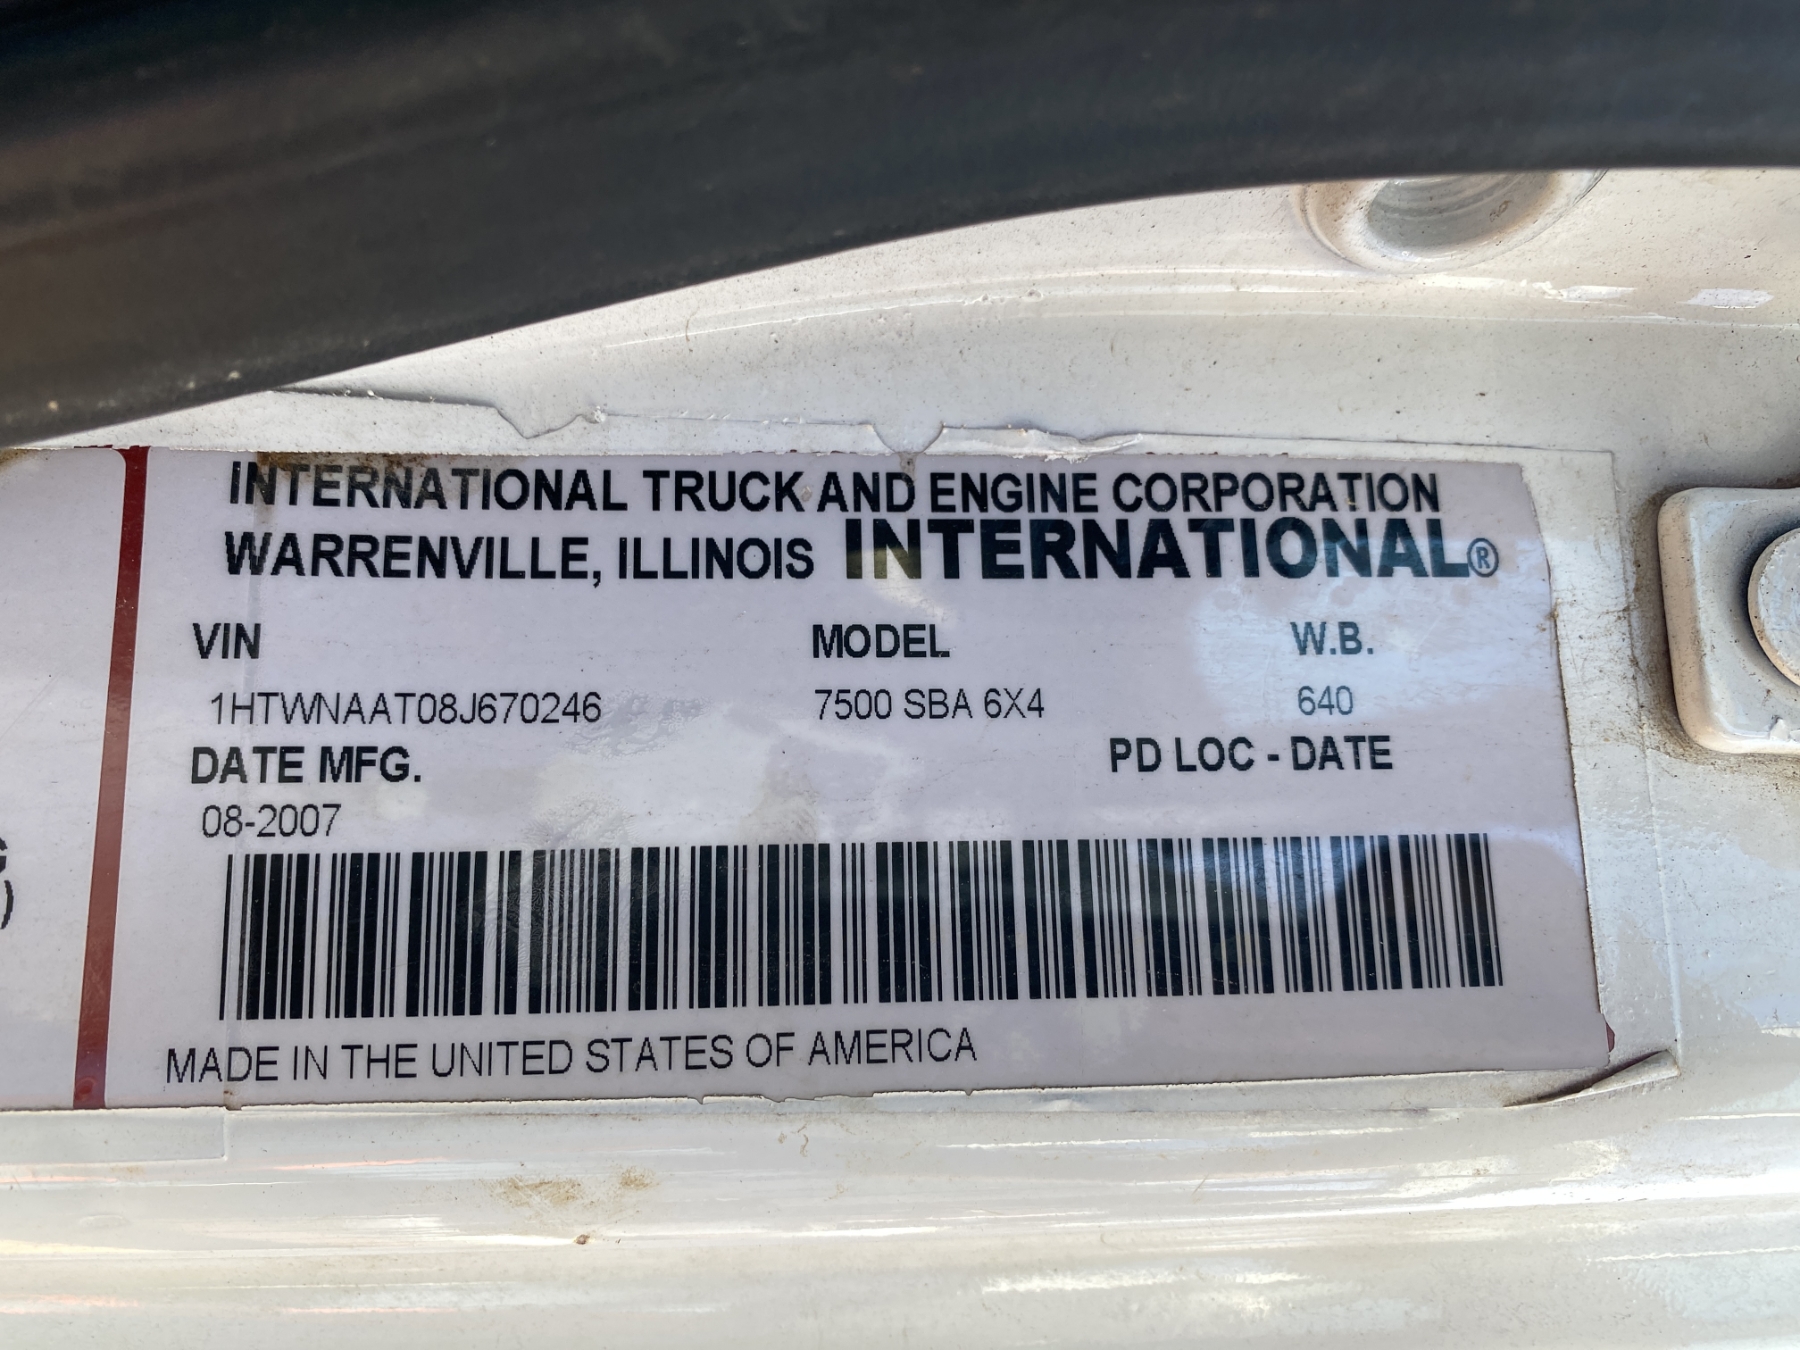 INTERNATIONAL TRUCK AND ENGINE CORPORATION
WARRENVILLE, ILLINOIS INTERNATIONAL®
VIN MODEL W.B.
1HTWNAAT08J670246 7500 SBA 6X4 640
DATE MFG. PD LOC - DATE
08-2007
MADE IN THE UNITED STATES OF AMERICA